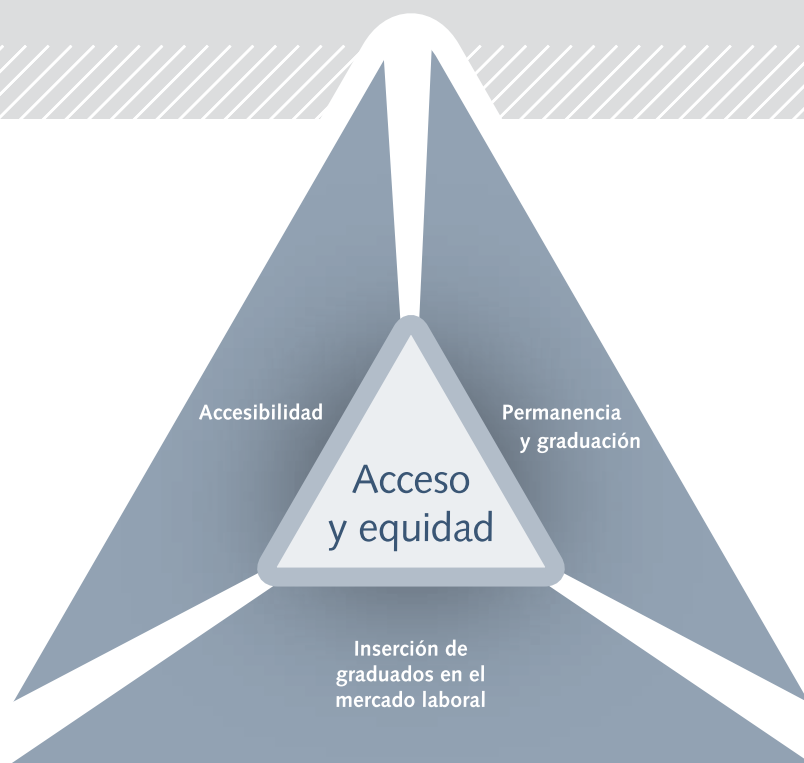 Accesibilidad
Permanencia
y graduación
Acceso
y equidad
Inserción de
graduados en el
mercado laboral